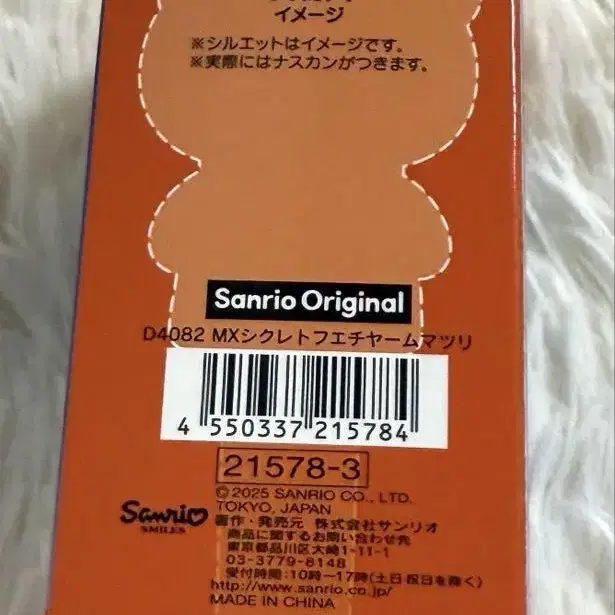 イメージ
※シルエットはイメージです。
※実際にはナスカンがつきます。
Sanrio Original
D4082 MXシクレトフエチヤームマツリ
4 550337 215784
21578-3
© 2025 SANRIO CO., LTD.
TOKYO, JAPAN
Sanrio
SMILES
著作・発売元 株式会社サンリオ
商品に関するお問い合わせ先
東京都品川区大崎1-11-1
03-3779-8148
受付時間:10時〜17時(土日祝日を除く)
http://www.sanrio.co.jp/
MADE IN CHINA